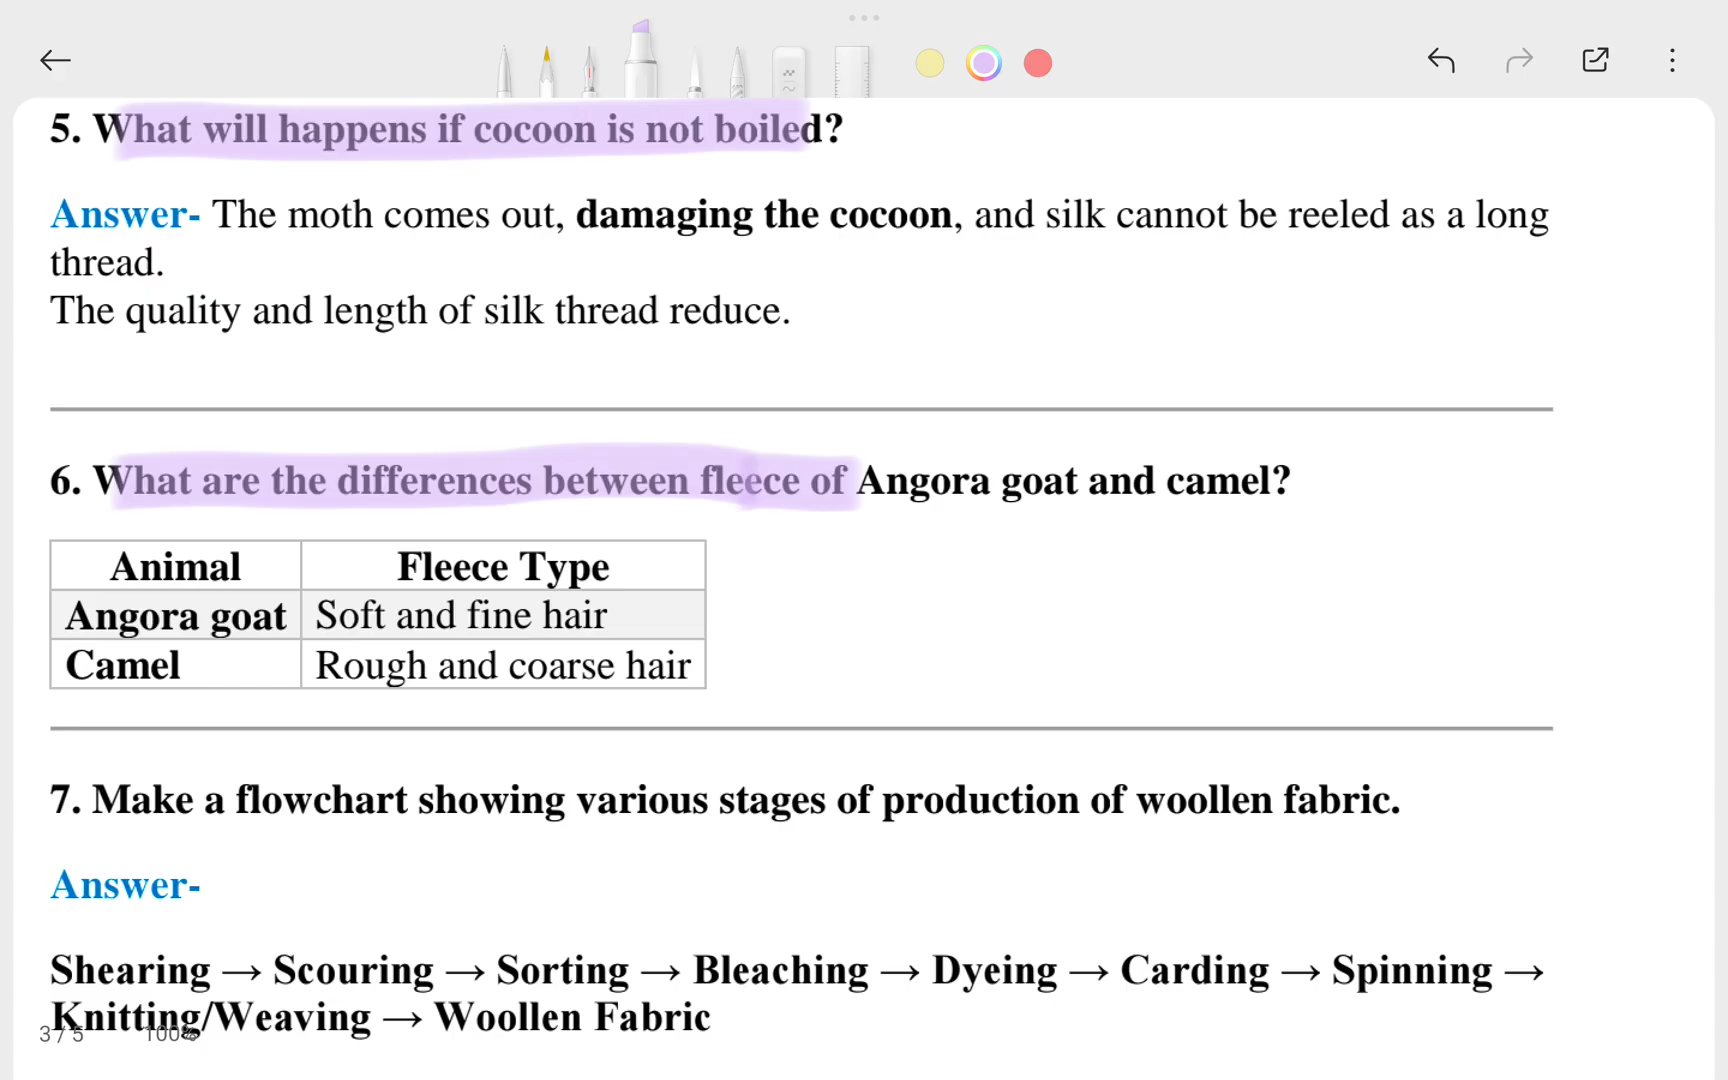 5. What will happens if cocoon is not boiled?
Answer- The moth comes out, damaging the cocoon, and silk cannot be reeled as a long
thread.
The quality and length of silk thread reduce.
6. What are the differences between fleece of Angora goat and camel?
Animal Fleece Type
Angora goat Soft and fine hair
Camel Rough and coarse hair
7. Make a flowchart showing various stages of production of woollen fabric.
Answer-
Shearing → Scouring → Sorting → Bleaching → Dyeing → Carding → Spinning →
Knitting/Weaving → Woollen Fabric
3 / 5 100%